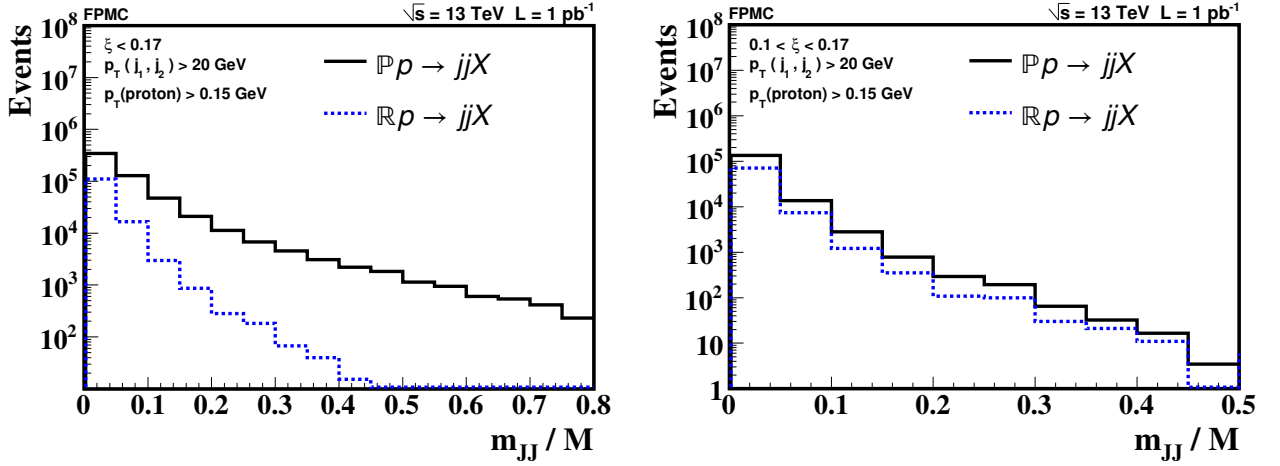 FPMC
√s = 13 TeV L = 1 pb⁻¹
Events
10⁸
10⁷
10⁶
10⁵
10⁴
10³
10²
ξ < 0.17
p_T ( j_1 , j_2 ) > 20 GeV
p_T(proton) > 0.15 GeV
ℙp → jjX
ℝp → jjX
0 0.1 0.2 0.3 0.4 0.5 0.6 0.7 0.8
m_JJ / M
FPMC
√s = 13 TeV L = 1 pb⁻¹
Events
10⁸
10⁷
10⁶
10⁵
10⁴
10³
10²
10
1
0.1 < ξ < 0.17
p_T ( j_1 , j_2 ) > 20 GeV
p_T(proton) > 0.15 GeV
ℙp → jjX
ℝp → jjX
0 0.1 0.2 0.3 0.4 0.5
m_JJ / M